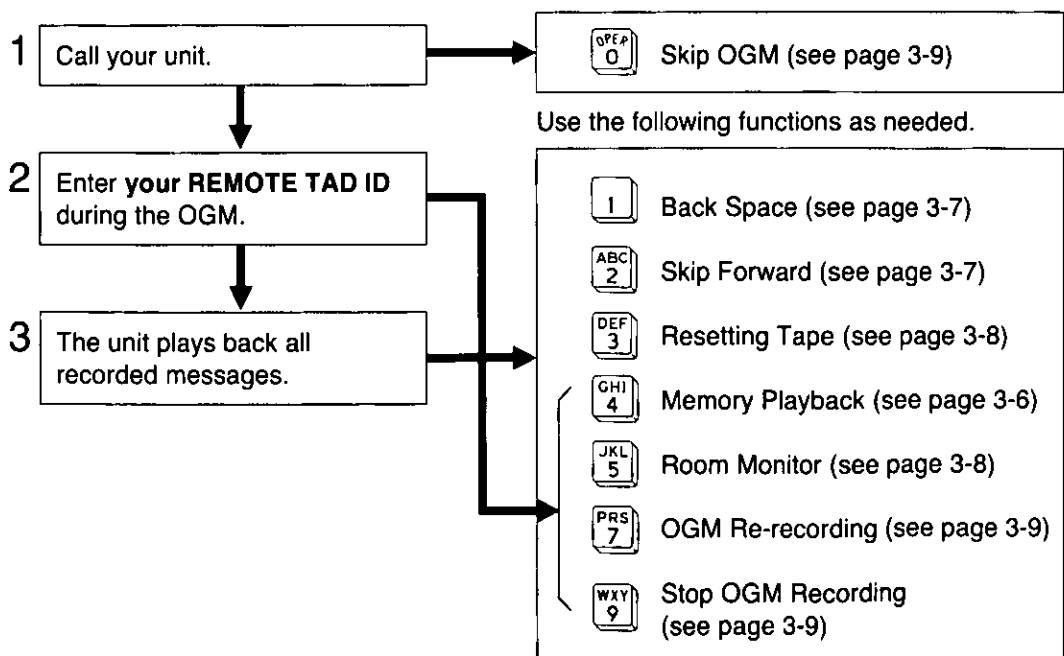 1 Call your unit.
OPER 0 Skip OGM (see page 3-9)
Use the following functions as needed.
2 Enter your REMOTE TAD ID
during the OGM.
3 The unit plays back all
recorded messages.
1 Back Space (see page 3-7)
ABC 2 Skip Forward (see page 3-7)
DEF 3 Resetting Tape (see page 3-8)
GHI 4 Memory Playback (see page 3-6)
JKL 5 Room Monitor (see page 3-8)
PRS 7 OGM Re-recording (see page 3-9)
WXY 9 Stop OGM Recording
(see page 3-9)